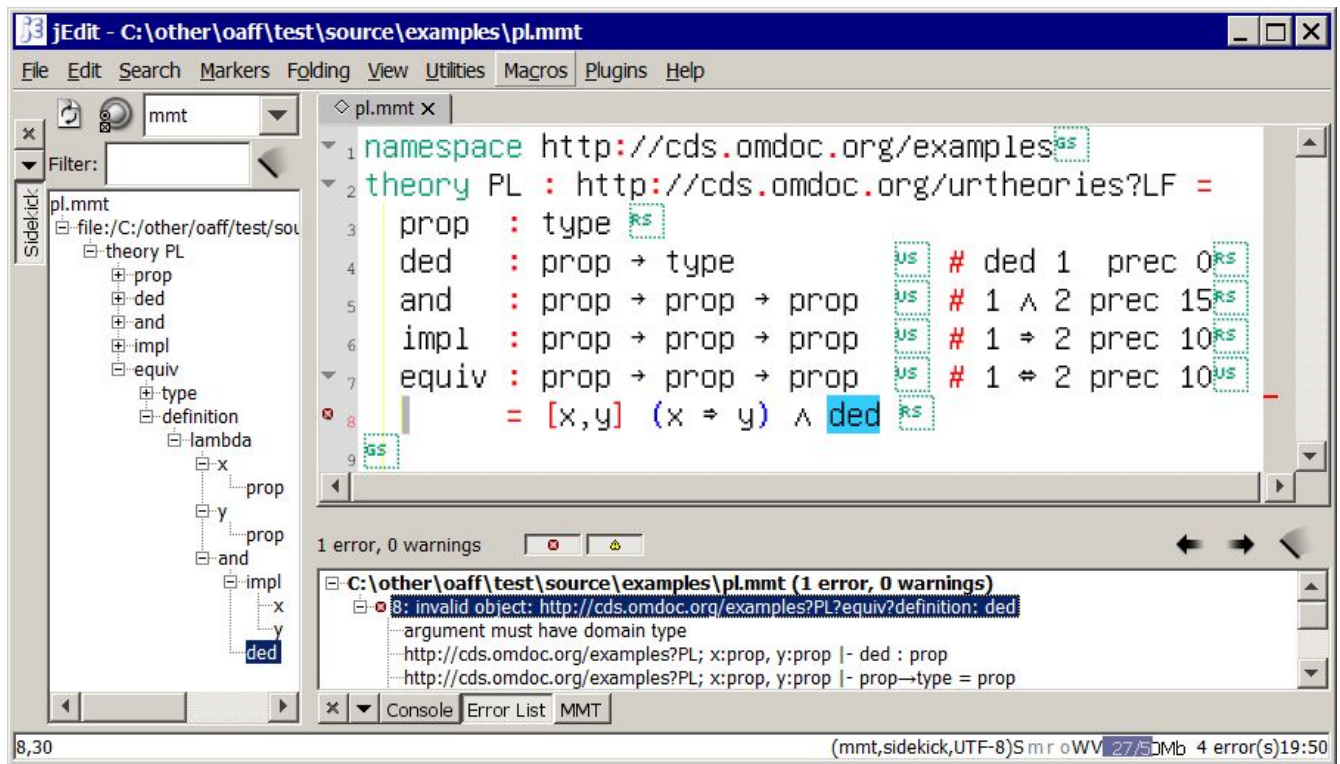 jEdit - C:\other\oaff\test\source\examples\pl.mmt
File Edit Search Markers Folding View Utilities Macros Plugins Help
Sidekick
mmt
Filter:
pl.mmt
file:/C:/other/oaff/test/sou
theory PL
prop
ded
and
impl
equiv
type
definition
lambda
x
prop
y
prop
and
impl
x
y
ded
pl.mmt
1 namespace http://cds.omdoc.org/examples GS
2 theory PL : http://cds.omdoc.org/urtheories?LF =
3 prop : type RS
4 ded : prop → type US # ded 1 prec 0 RS
5 and : prop → prop → prop US # 1 ∧ 2 prec 15 RS
6 impl : prop → prop → prop US # 1 ⇒ 2 prec 10 RS
7 equiv : prop → prop → prop US # 1 ⇔ 2 prec 10 US
8 = [x,y] (x ⇒ y) ∧ ded RS
9 GS
1 error, 0 warnings
C:\other\oaff\test\source\examples\pl.mmt (1 error, 0 warnings)
8: invalid object: http://cds.omdoc.org/examples?PL?equiv?definition: ded
argument must have domain type
http://cds.omdoc.org/examples?PL; x:prop, y:prop |- ded : prop
http://cds.omdoc.org/examples?PL; x:prop, y:prop |- prop→type = prop
Console Error List MMT
8,30 (mmt,sidekick,UTF-8)S m r o WV 27/50Mb 4 error(s)19:50